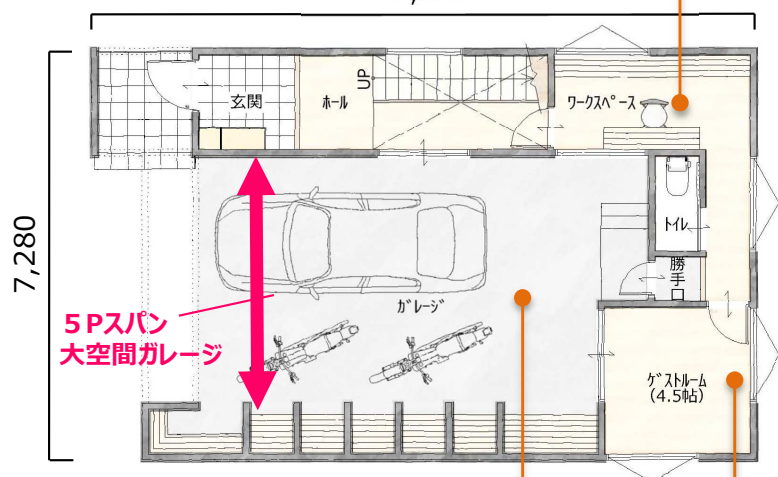 玄関
ホール
UP
ワークスペース
トイレ
勝手口
ガレージ
7,280
5Pスパン
大空間ガレージ
ゲストルーム
(4.5帖)